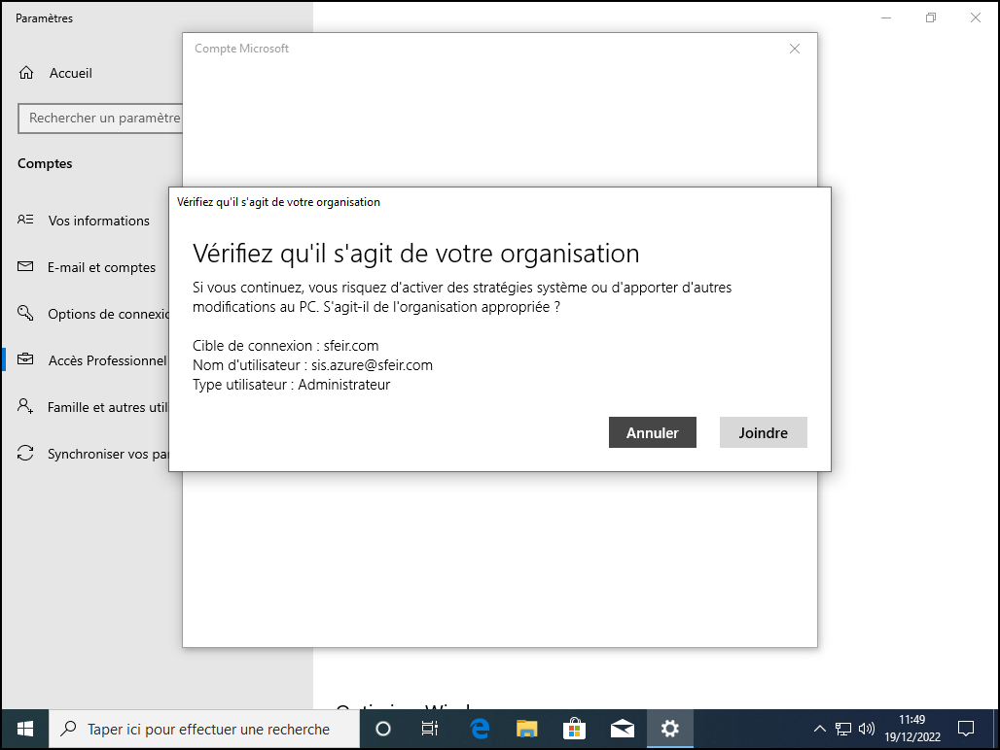 Paramètres
Compte Microsoft
Accueil
Rechercher un paramètre
Comptes
Vos informations
E-mail et comptes
Options de connexio
Accès Professionnel
Famille et autres util
Synchroniser vos pa
Vérifiez qu'il s'agit de votre organisation
Vérifiez qu'il s'agit de votre organisation
Si vous continuez, vous risquez d'activer des stratégies système ou d'apporter d'autres
modifications au PC. S'agit-il de l'organisation appropriée ?
Cible de connexion : sfeir.com
Nom d'utilisateur : sis.azure@sfeir.com
Type utilisateur : Administrateur
Annuler
Joindre
Taper ici pour effectuer une recherche
11:49
19/12/2022